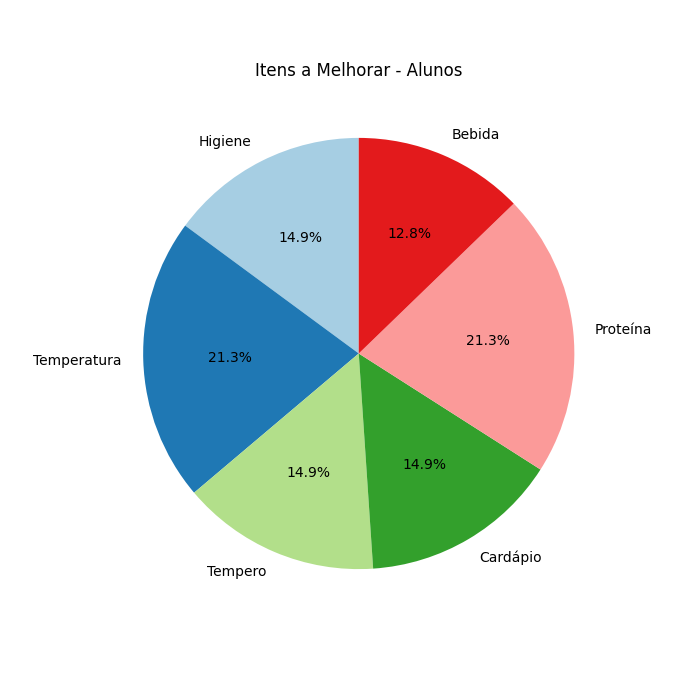 Itens a Melhorar - Alunos
Bebida
Higiene
12.8%
14.9%
Proteína
21.3%
Temperatura
21.3%
14.9%
14.9%
Cardápio
Tempero